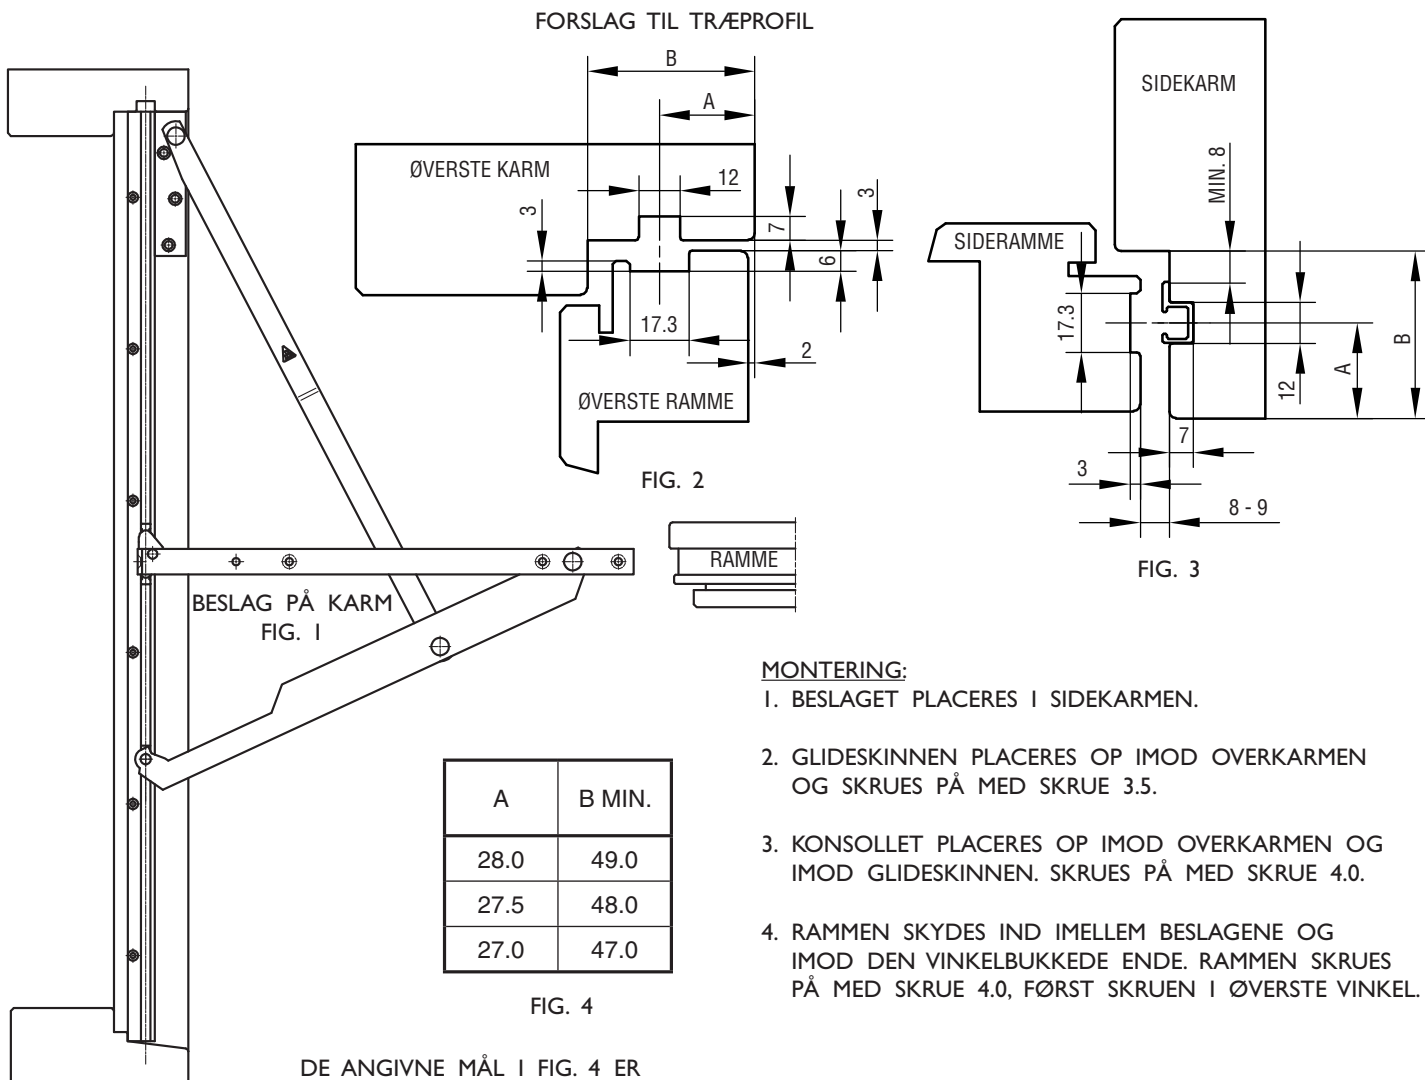 FORSLAG TIL TRÆPROFIL
B
A
ØVERSTE KARM
12
3
7
3
6
17.3
2
ØVERSTE RAMME
FIG. 2
SIDEKARM
MIN. 8
SIDERAMME
17.3
B
A
12
7
3
8 - 9
FIG. 3
RAMME
BESLAG PÅ KARM
FIG. 1
MONTERING:
1. BESLAGET PLACERES I SIDEKARMEN.
2. GLIDESKINNEN PLACERES OP IMOD OVERKARMEN
OG SKRUES PÅ MED SKRUE 3.5.
3. KONSOLLET PLACERES OP IMOD OVERKARMEN OG
IMOD GLIDESKINNEN. SKRUES PÅ MED SKRUE 4.0.
4. RAMMEN SKYDES IND IMELLEM BESLAGENE OG
IMOD DEN VINKELBUKKEDE ENDE. RAMMEN SKRUES
PÅ MED SKRUE 4.0, FØRST SKRUEN I ØVERSTE VINKEL.
A B MIN.
28.0 49.0
27.5 48.0
27.0 47.0
FIG. 4
DE ANGIVNE MÅL I FIG. 4 ER